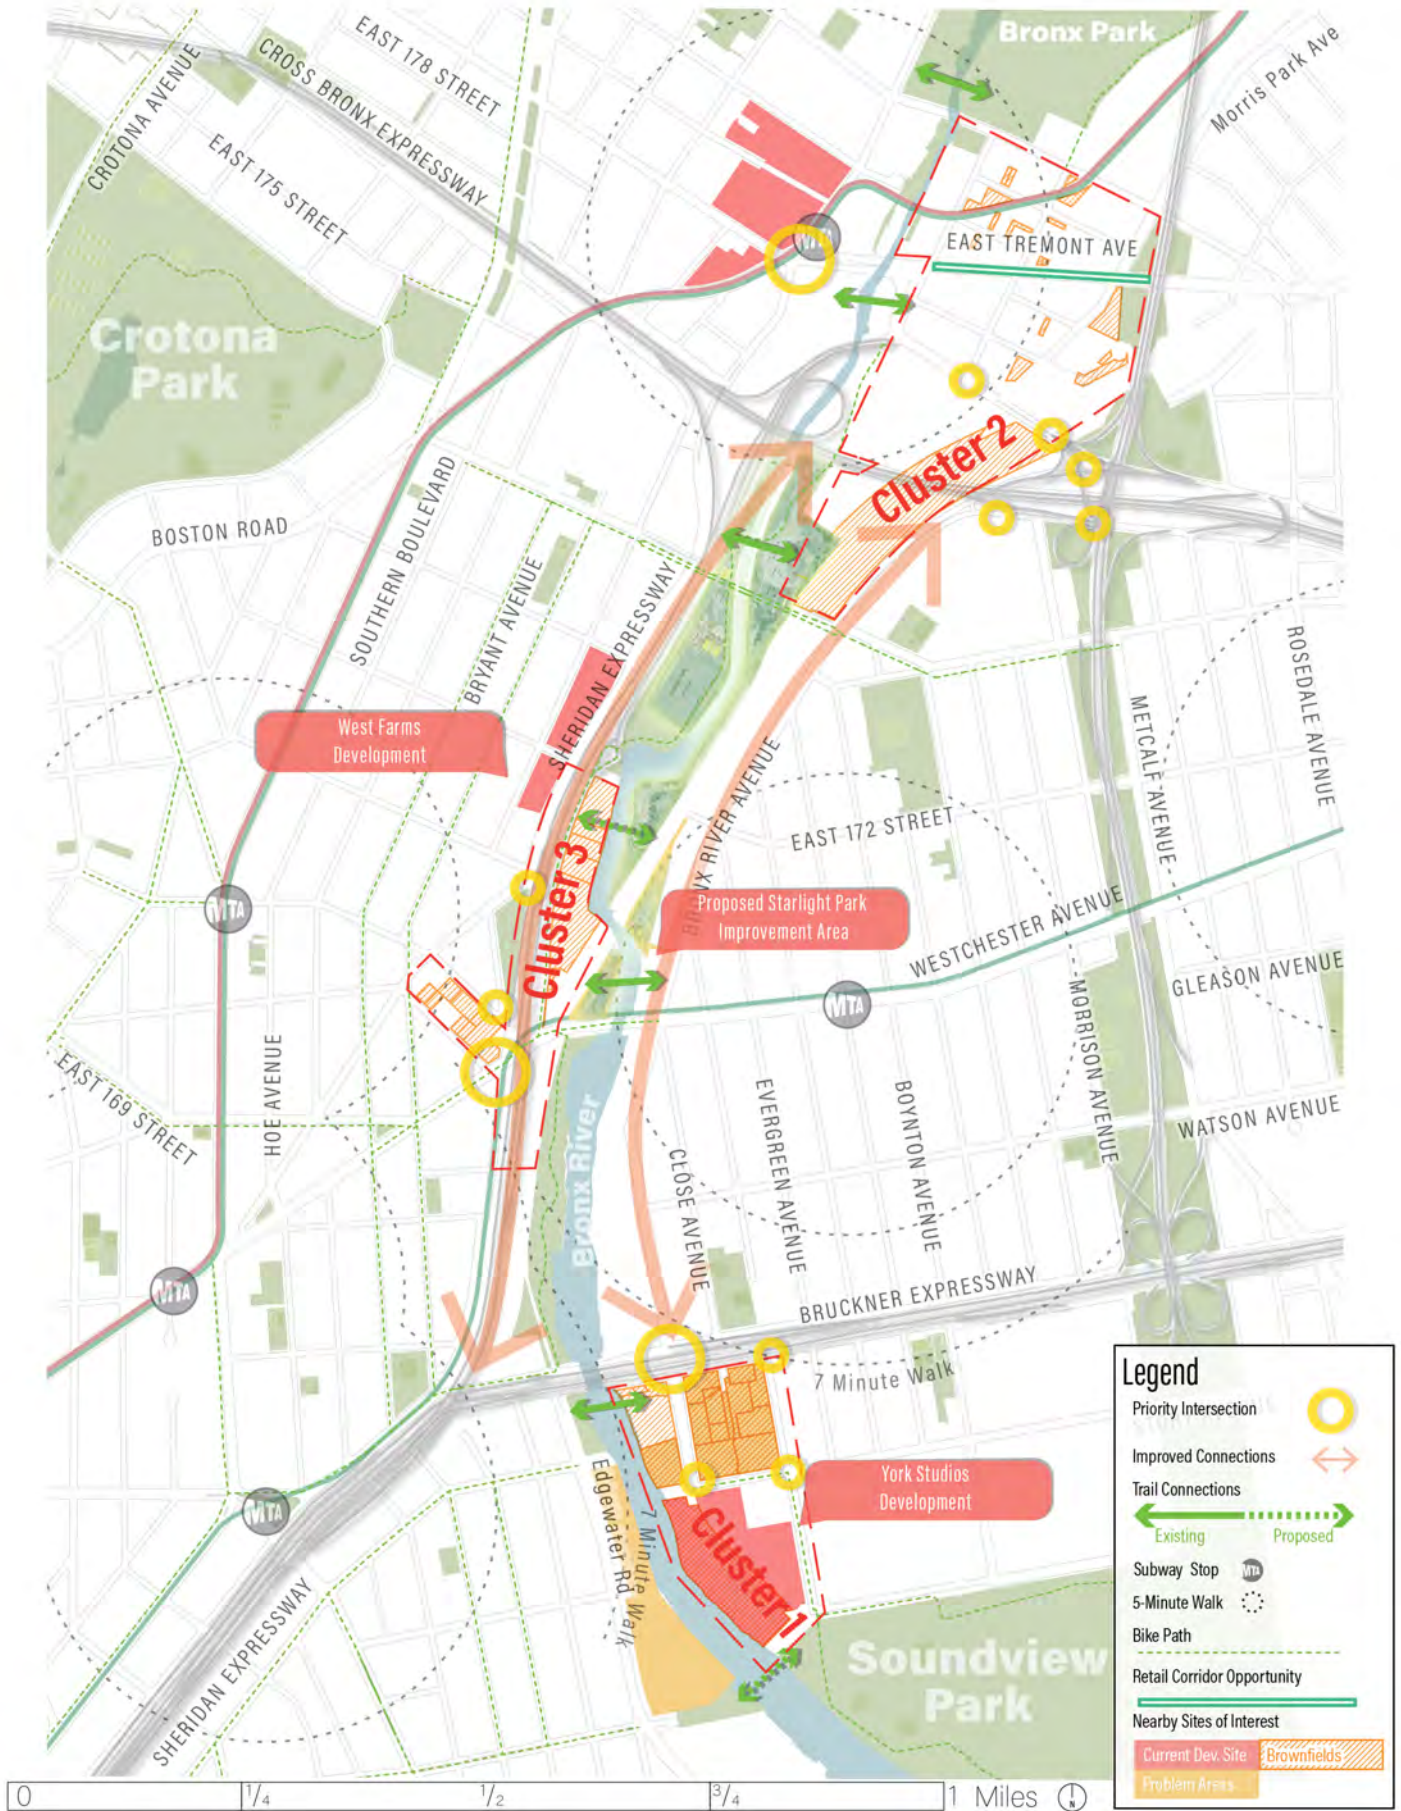 Bronx Park
EAST 178 STREET
CROSS BRONX EXPRESSWAY
CROTONA AVENUE
EAST 175 STREET
Morris Park Ave
MTA
EAST TREMONT AVE
Crotona
Park
Cluster 2
BOSTON ROAD
SOUTHERN BOULEVARD
BRYANT AVENUE
SHERIDAN EXPRESSWAY
ROSEDALE AVENUE
METCALF AVENUE
West Farms
Development
BRONX RIVER AVENUE
EAST 172 STREET
Cluster 3
MTA
Proposed Starlight Park
Improvement Area
WESTCHESTER AVENUE
GLEASON AVENUE
MTA
MORRISON AVENUE
EAST 169 STREET
HOE AVENUE
Bronx River
CLOSE AVENUE
EVERGREEN AVENUE
BOYNTON AVENUE
WATSON AVENUE
MTA
BRUCKNER EXPRESSWAY
7 Minute Walk
Edgewater Rd
7 Minute Walk
York Studios
Development
MTA
Cluster 1
SHERIDAN EXPRESSWAY
Soundview
Park
Legend
Priority Intersection
Improved Connections
Trail Connections
Existing Proposed
Subway Stop MTA
5-Minute Walk
Bike Path
Retail Corridor Opportunity
Nearby Sites of Interest
Current Dev. Site Brownfields
Problem Areas
0 1/4 1/2 3/4 1 Miles N